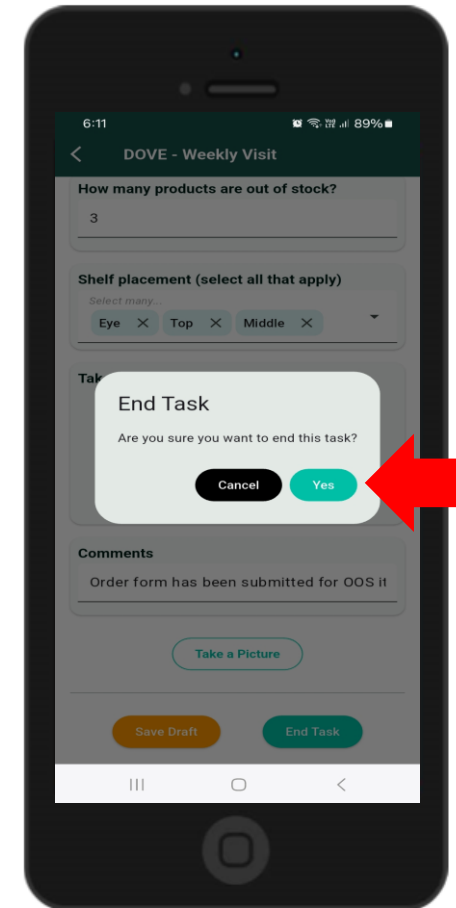 6:11 89%
DOVE - Weekly Visit
How many products are out of stock?
3
Shelf placement (select all that apply)
Select many...
Eye Top Middle
Tak
End Task
Are you sure you want to end this task?
Cancel Yes
Comments
Order form has been submitted for OOS it
Take a Picture
Save Draft End Task